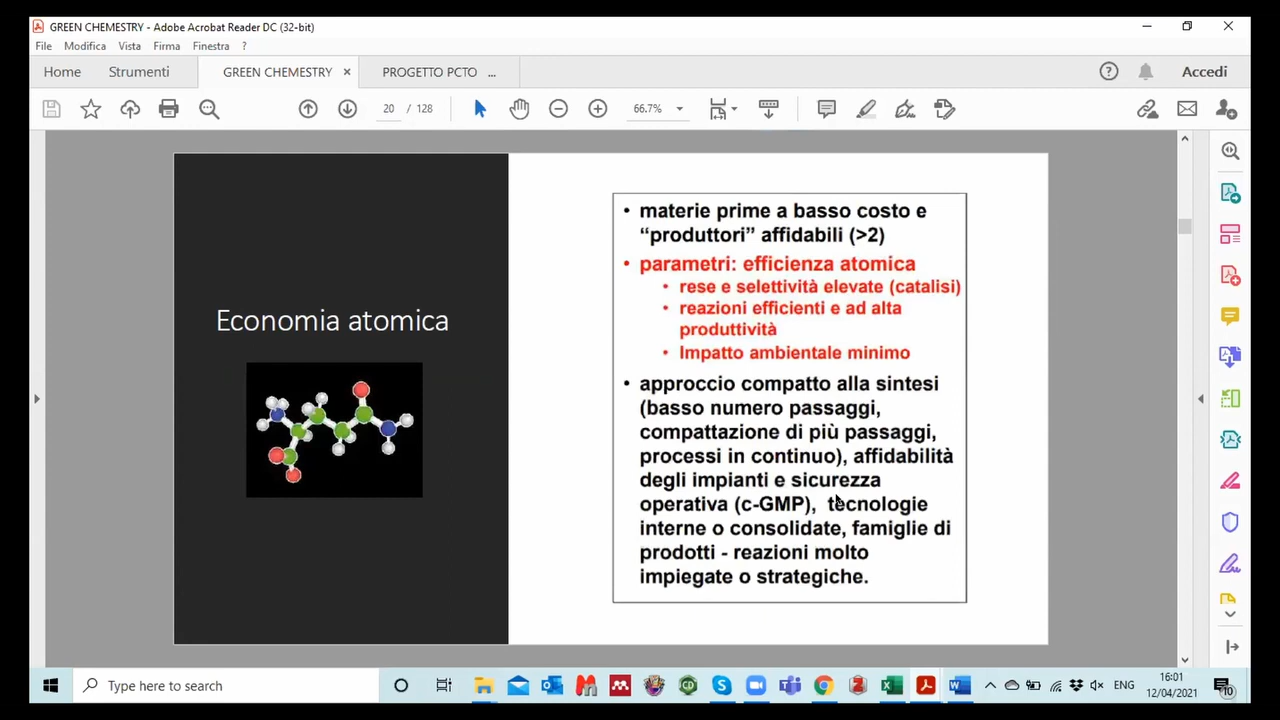 GREEN CHEMESTRY - Adobe Acrobat Reader DC (32-bit)
File Modifica Vista Firma Finestra ?
Home Strumenti GREEN CHEMESTRY × PROGETTO PCTO ... Accedi
20 / 128 66.7%
Economia atomica
• materie prime a basso costo e
“produttori” affidabili (>2)
• parametri: efficienza atomica
• rese e selettività elevate (catalisi)
• reazioni efficienti e ad alta
produttività
• Impatto ambientale minimo
• approccio compatto alla sintesi
(basso numero passaggi,
compattazione di più passaggi,
processi in continuo), affidabilità
degli impianti e sicurezza
operativa (c-GMP), tecnologie
interne o consolidate, famiglie di
prodotti - reazioni molto
impiegate o strategiche.
Type here to search
ENG
16:01
12/04/2021
10